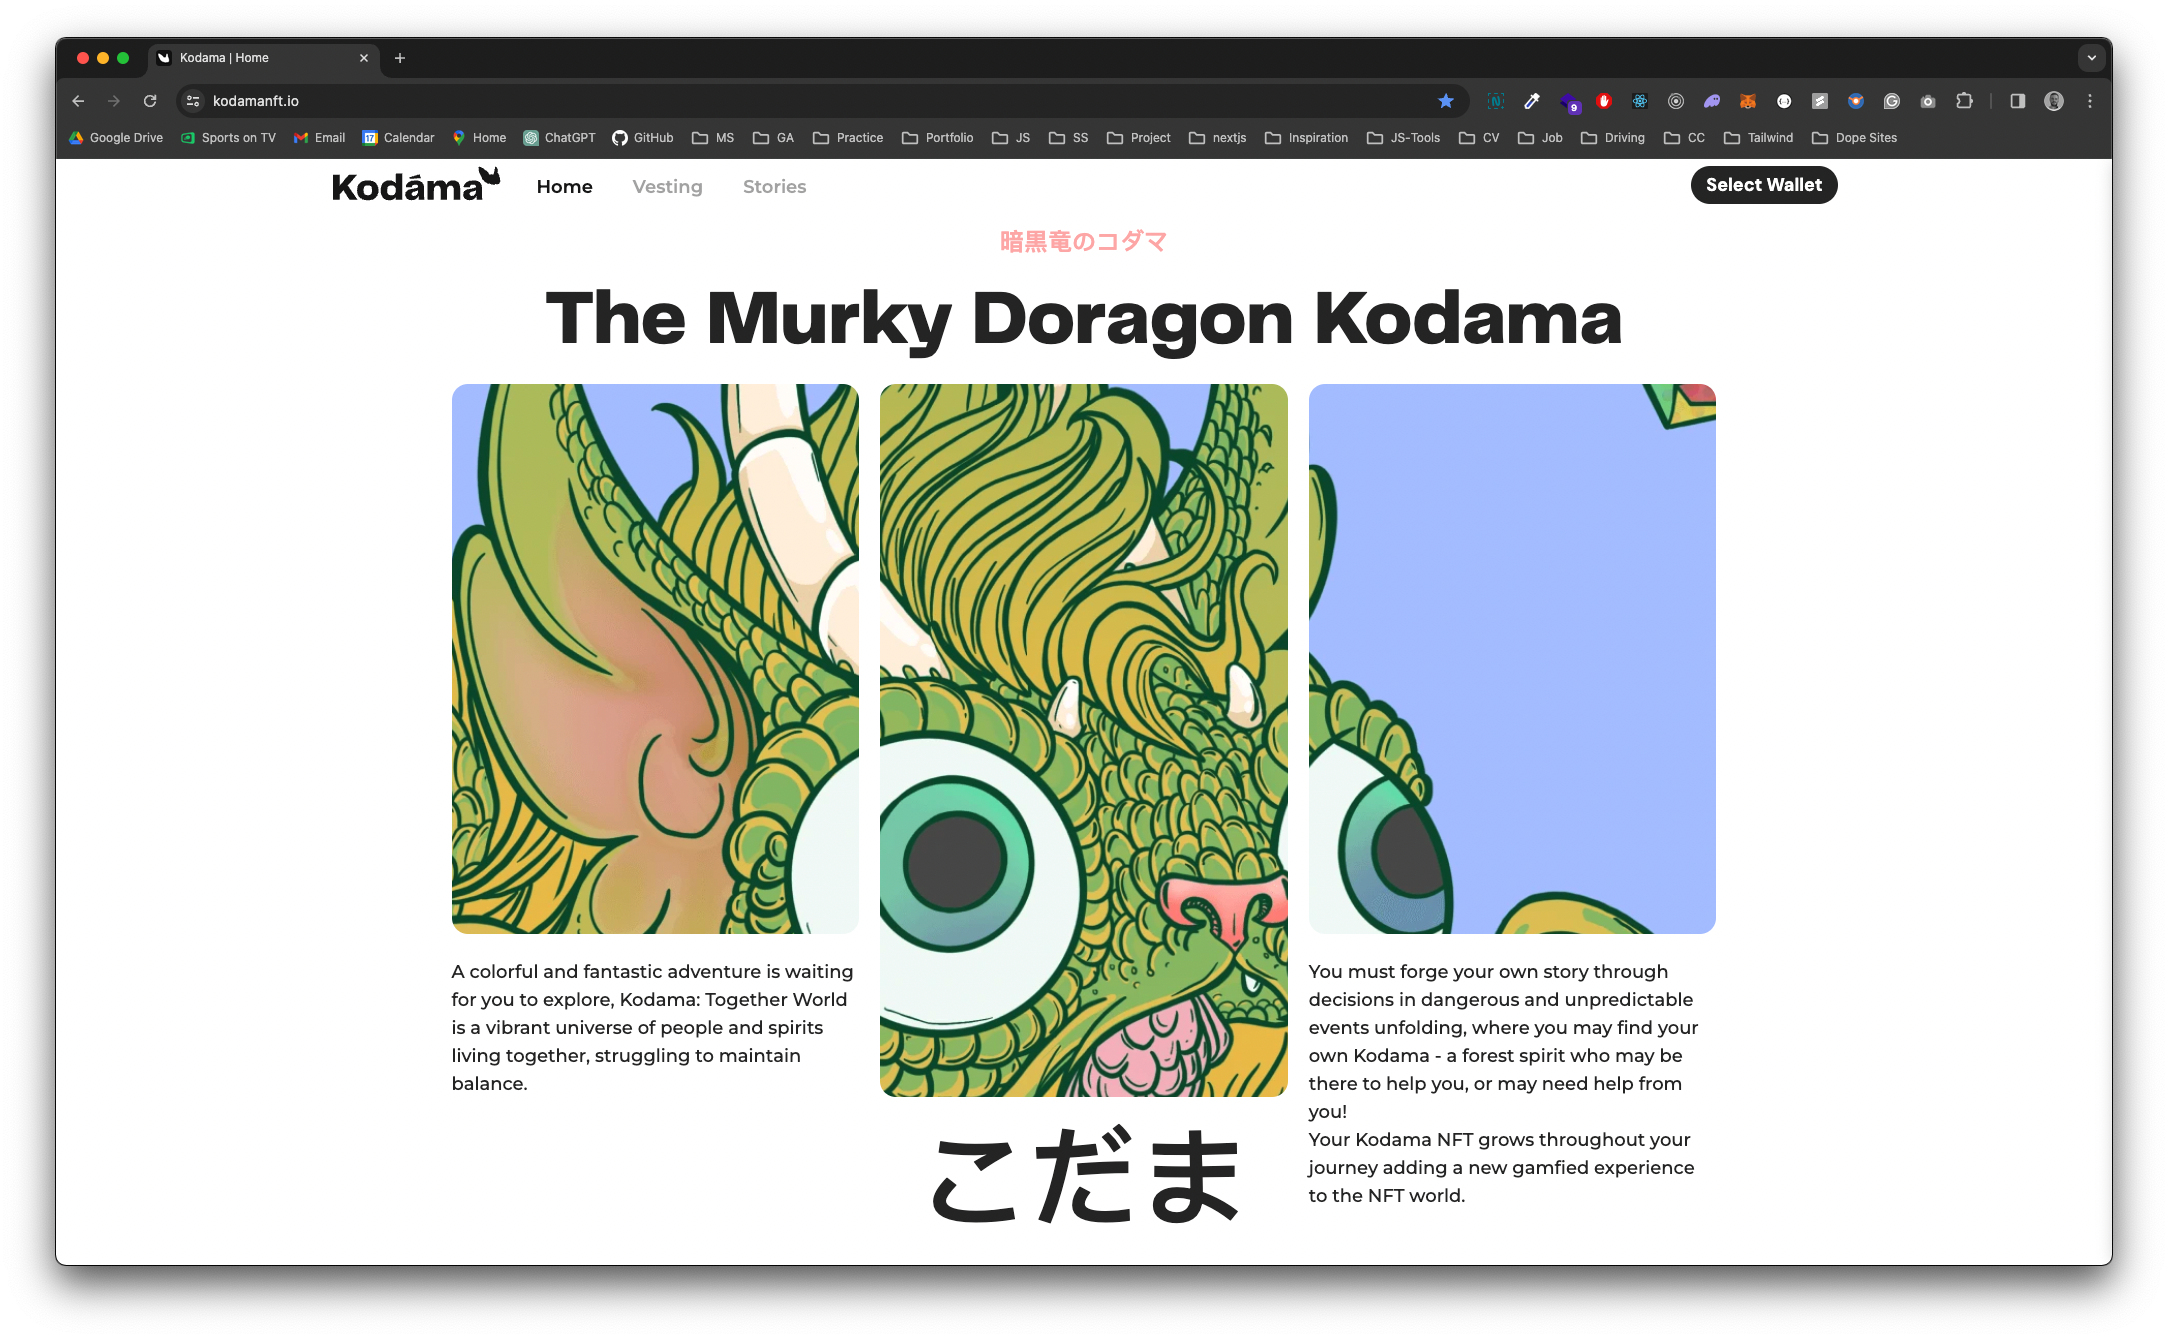 Kodama | Home
kodamanft.io
9
Google Drive Sports on TV Email 17 Calendar Home ChatGPT GitHub MS GA Practice Portfolio JS SS Project nextjs Inspiration JS-Tools CV Job Driving CC Tailwind Dope Sites
Kodáma Home Vesting Stories Select Wallet
暗黒竜のコダマ
The Murky Doragon Kodama
A colorful and fantastic adventure is waiting
for you to explore, Kodama: Together World
is a vibrant universe of people and spirits
living together, struggling to maintain
balance.
こだま
You must forge your own story through
decisions in dangerous and unpredictable
events unfolding, where you may find your
own Kodama - a forest spirit who may be
there to help you, or may need help from
you!
Your Kodama NFT grows throughout your
journey adding a new gamfied experience
to the NFT world.